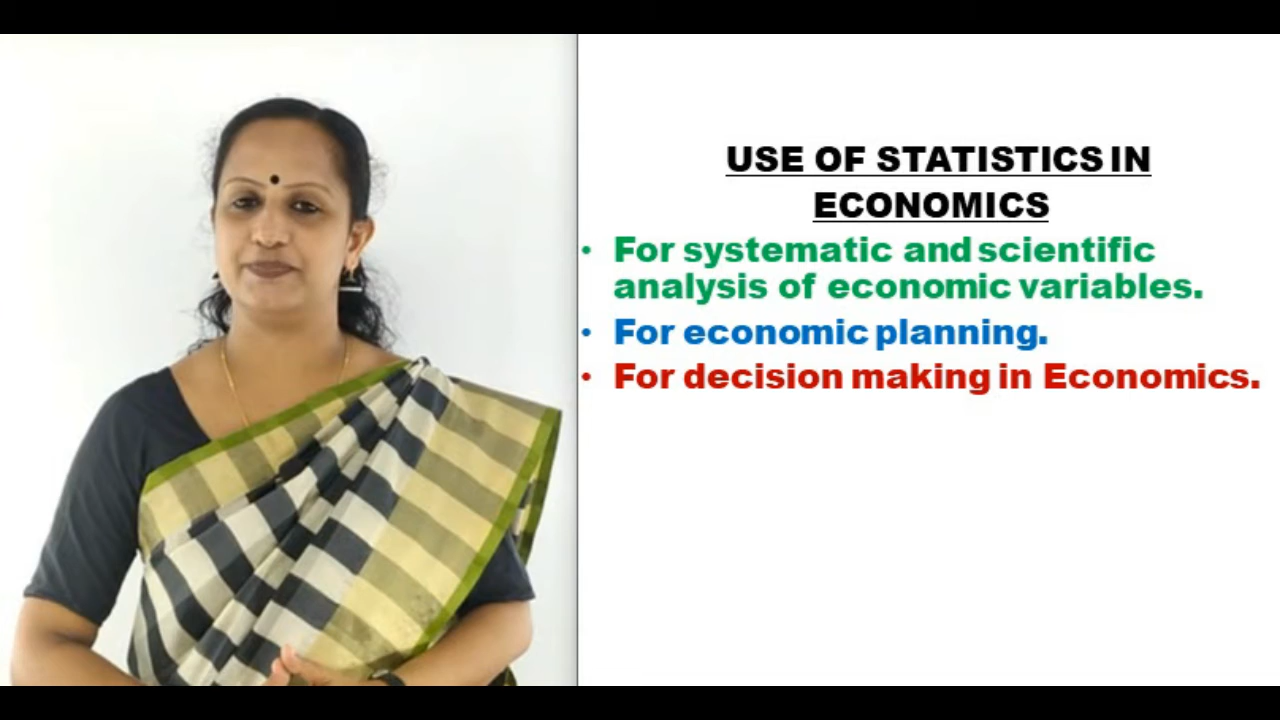 USE OF STATISTICS IN
ECONOMICS
• For systematic and scientific
analysis of economic variables.
• For economic planning.
• For decision making in Economics.